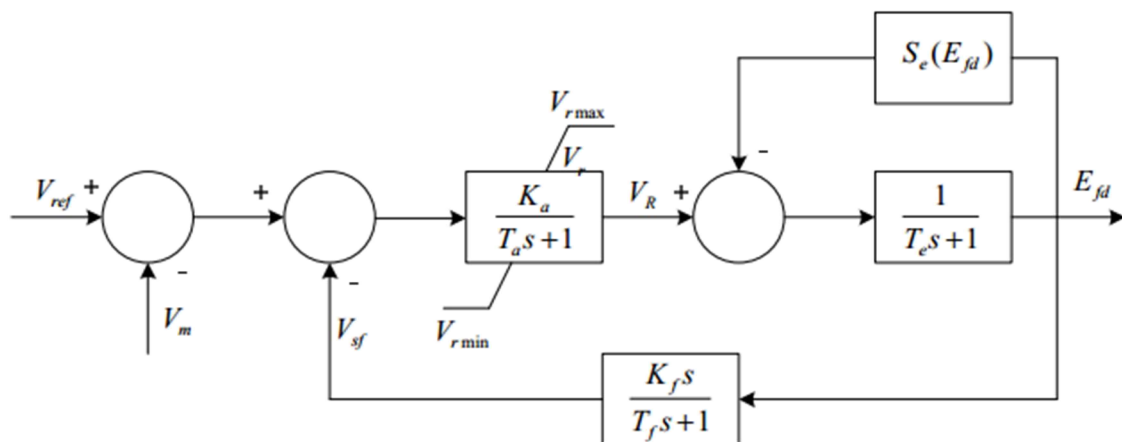 S_e(E_fd)
V_rmax
V_r
-
V_ref + + K_a / T_a s+1 V_R + 1 / T_e s+1 E_fd
- -
V_m V_sf V_rmin
K_f s / T_f s+1